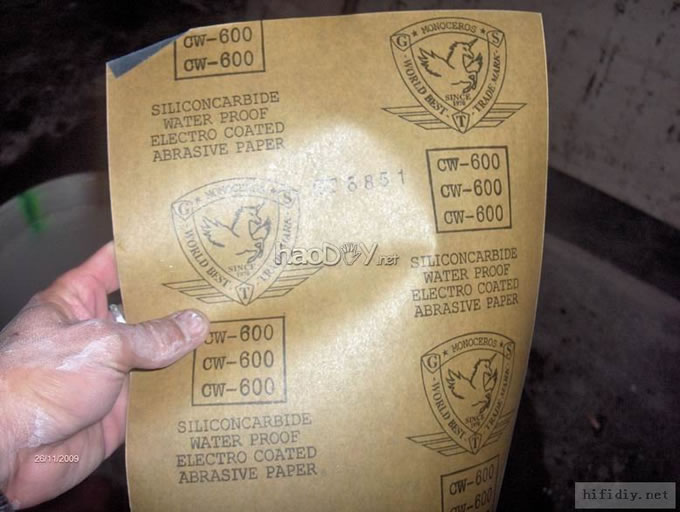 CW-600
CW-600
SILICONCARBIDE
WATER PROOF
ELECTRO COATED
ABRASIVE PAPER
G MONOCEROS S
WORLD BEST T TRADE MARK
SINCE
CW-600
CW-600
CW-600
SILICONCARBIDE
WATER PROOF
ELECTRO COATED
ABRASIVE PAPER
6851
G MONOCEROS S
WORLD BEST T TRADE MARK
SINCE
haoDIY.net
CW-600
CW-600
CW-600
SILICONCARBIDE
WATER PROOF
ELECTRO COATED
ABRASIVE PAPER
G MONOCEROS S
WORLD BEST T TRADE MARK
CW-600
CW-600
26/11/2009
hifidiy.net